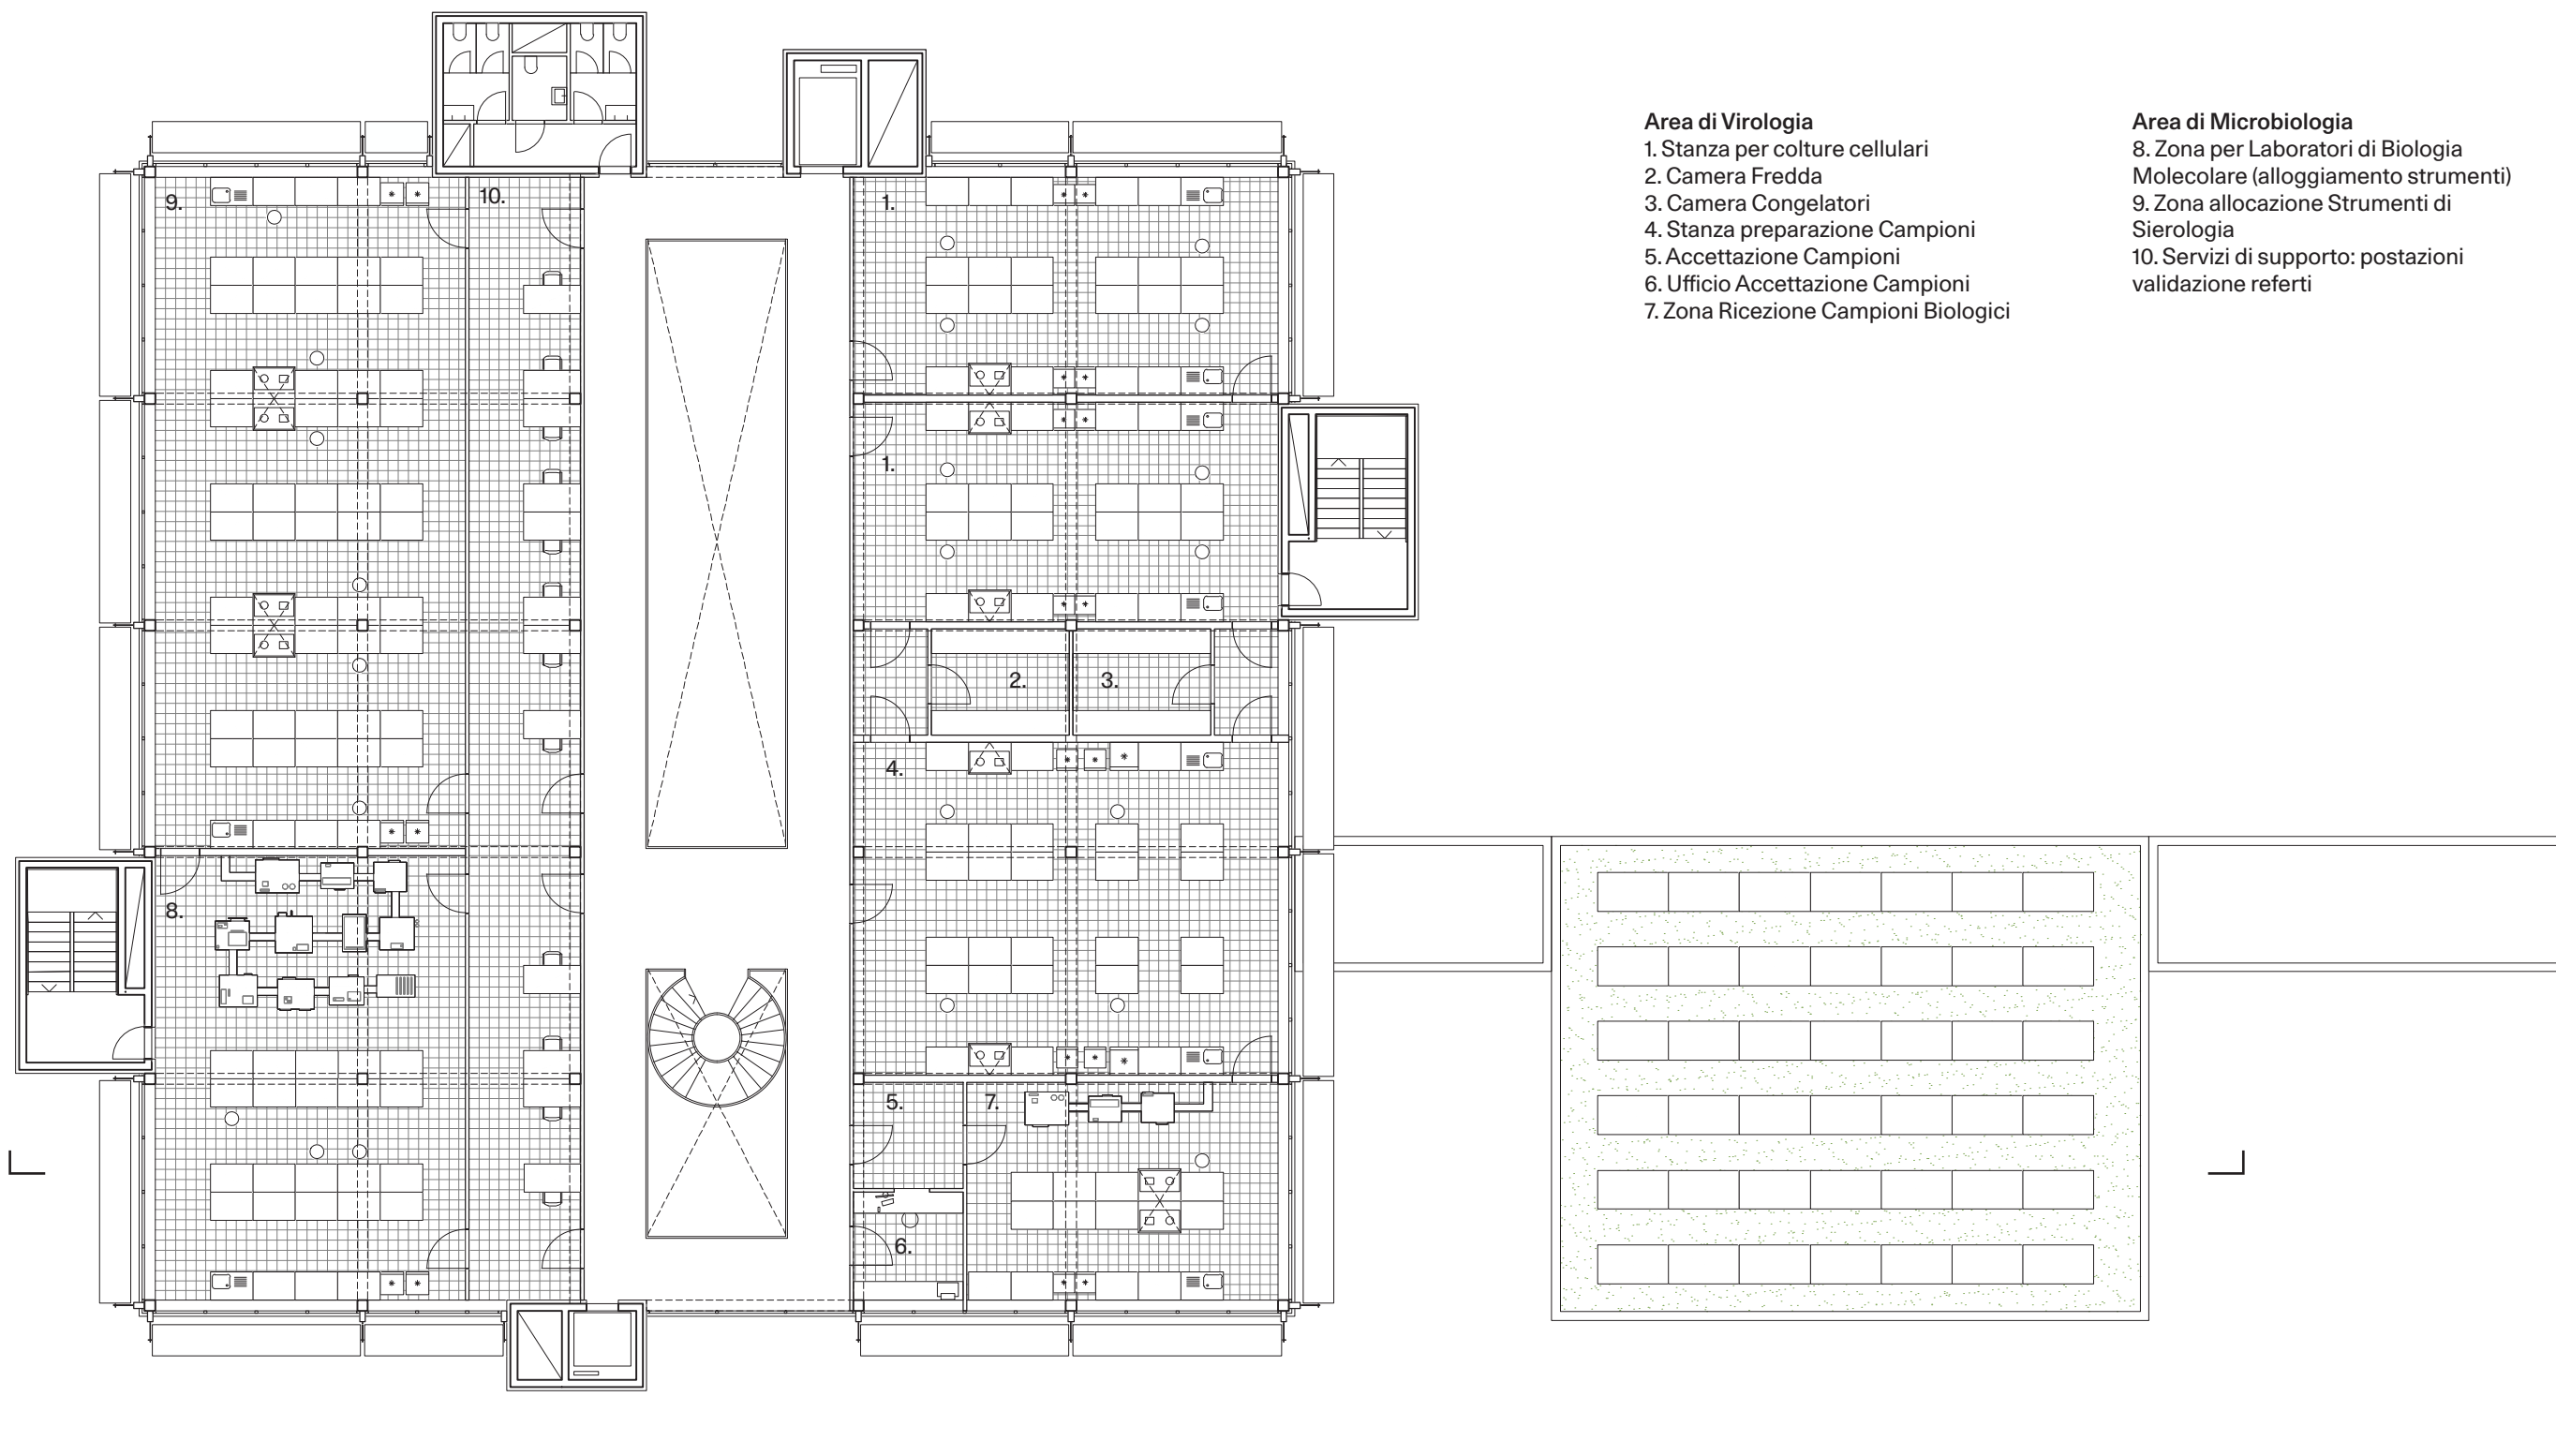 Area di Virologia
1. Stanza per colture cellulari
2. Camera Fredda
3. Camera Congelatori
4. Stanza preparazione Campioni
5. Accettazione Campioni
6. Ufficio Accettazione Campioni
7. Zona Ricezione Campioni Biologici
Area di Microbiologia
8. Zona per Laboratori di Biologia
Molecolare (alloggiamento strumenti)
9. Zona allocazione Strumenti di
Sierologia
10. Servizi di supporto: postazioni
validazione referti
9.
10.
1.
1.
2.
3.
4.
8.
5.
7.
6.